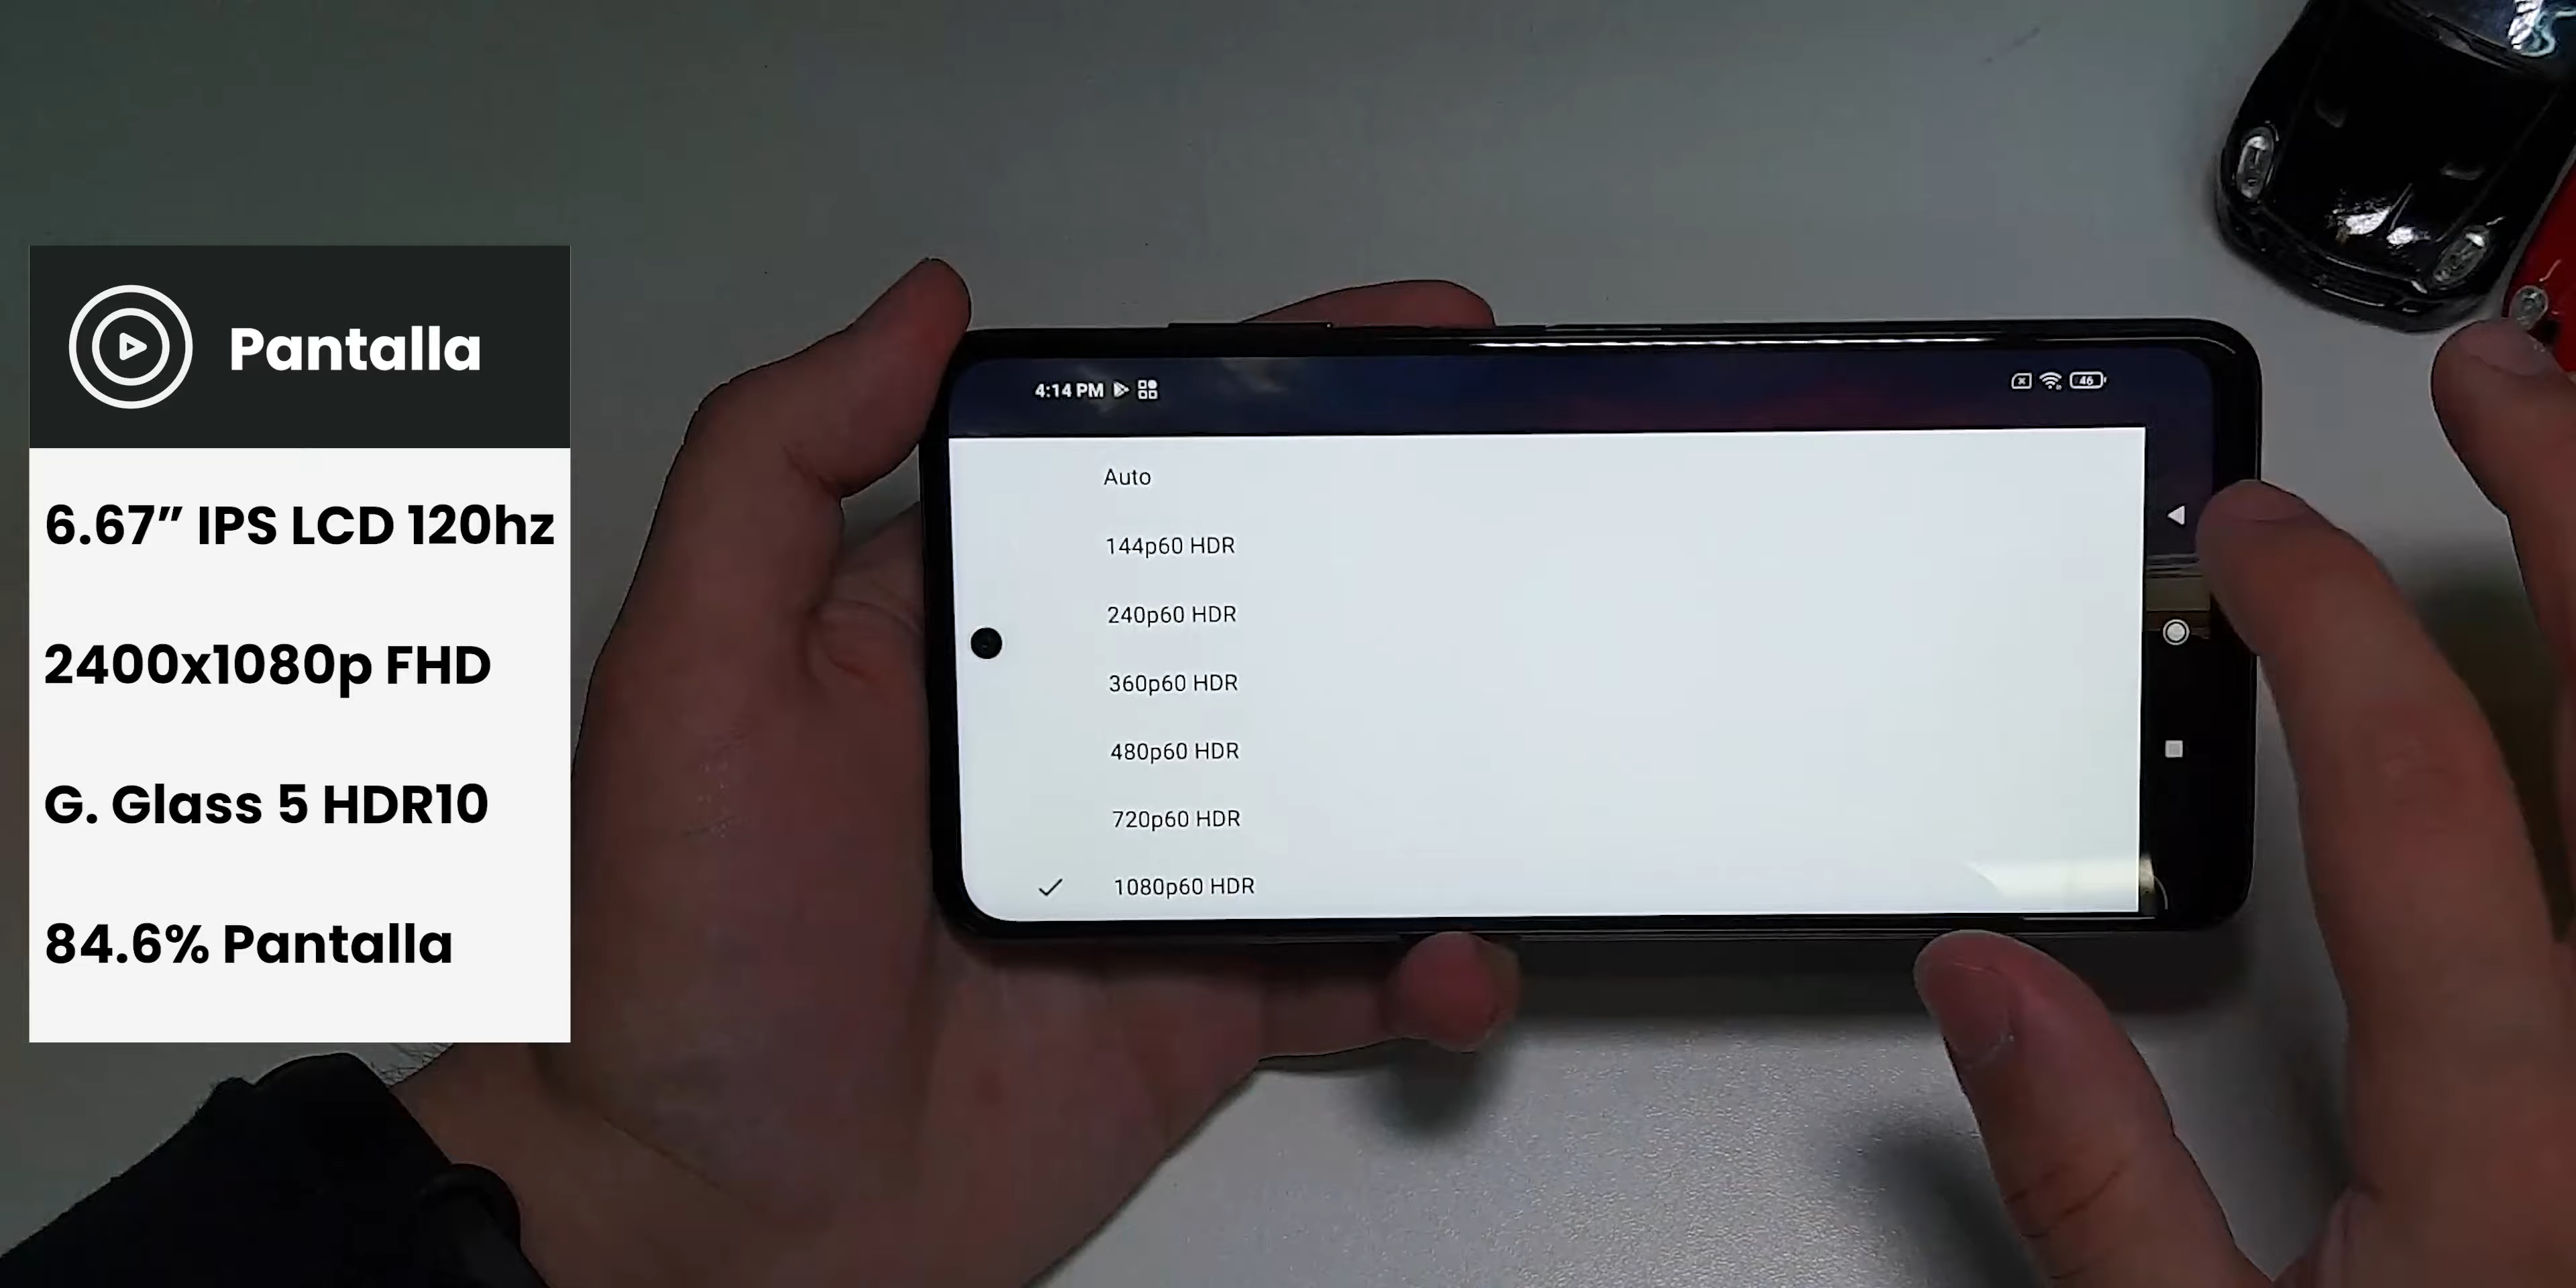 Pantalla
6.67” IPS LCD 120hz
2400x1080p FHD
G. Glass 5 HDR10
84.6% Pantalla
4:14 PM
46
Auto
144p60 HDR
240p60 HDR
360p60 HDR
480p60 HDR
720p60 HDR
1080p60 HDR